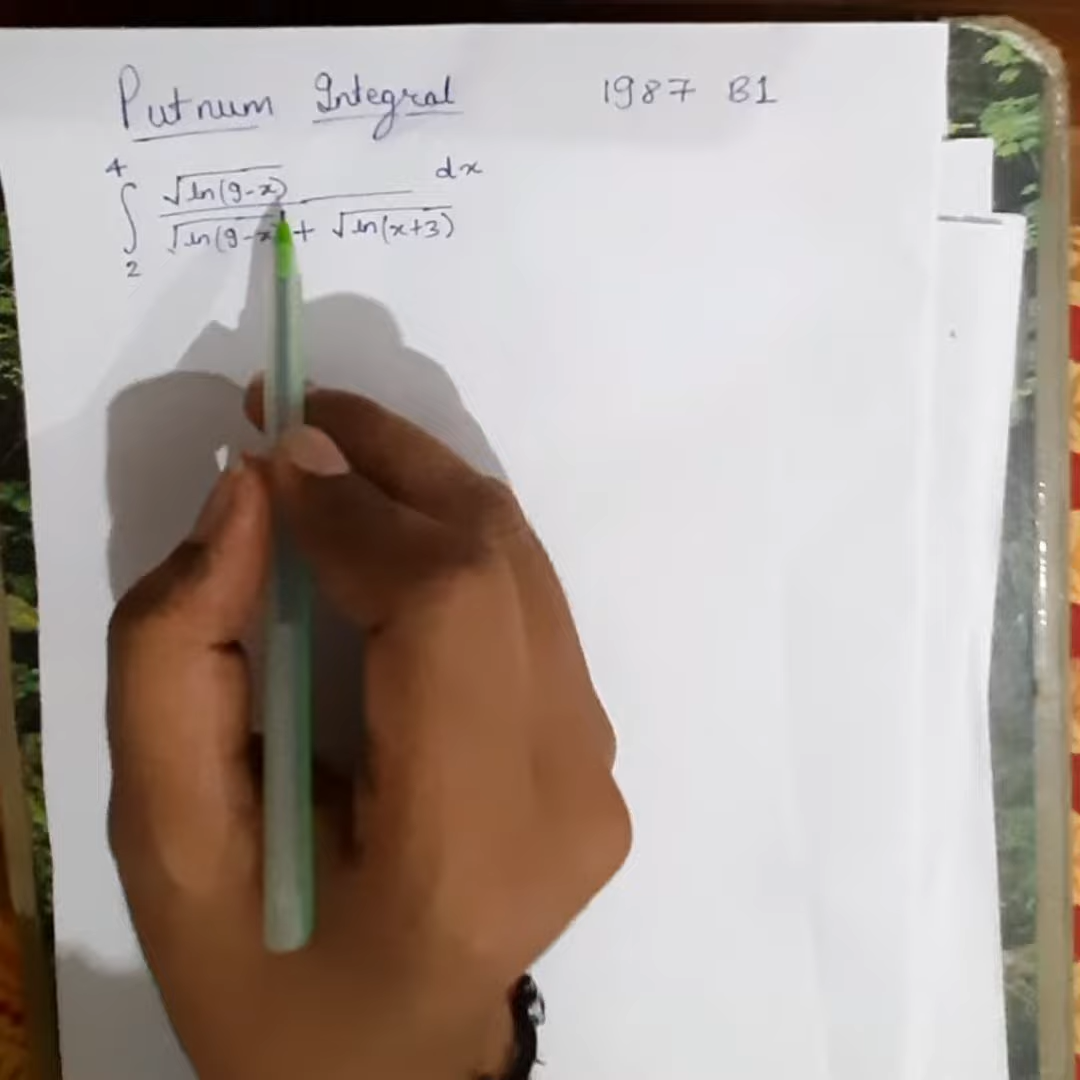 Putnum Integral 1987 B1
4
∫ √ln(9-x) dx
√ln(9-x) + √ln(x+3)
2